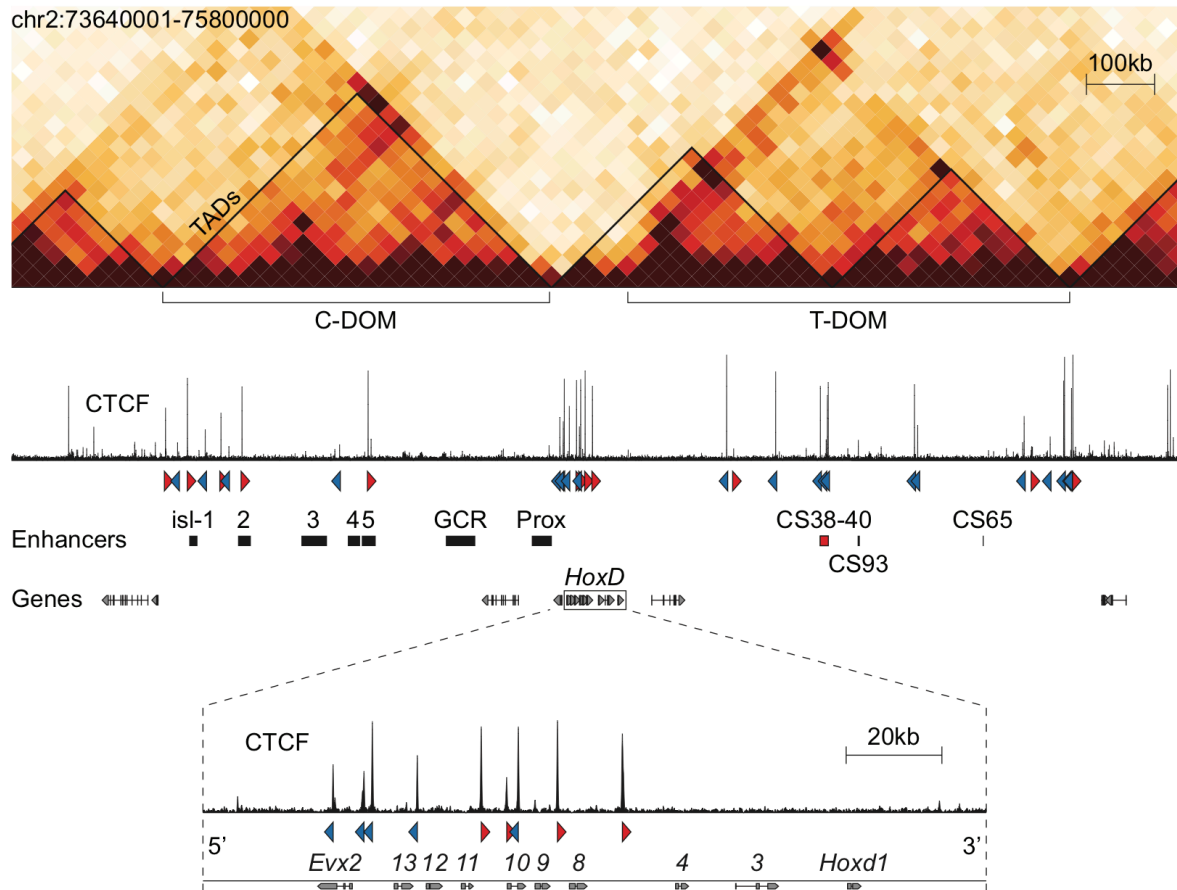 chr2:73640001-75800000
100kb
TADs
C-DOM T-DOM
CTCF
isl-1 2 3 4 5 GCR Prox CS38-40 CS65
Enhancers
CS93
HoxD
Genes
CTCF 20kb
5’ 3’
Evx2 13 12 11 10 9 8 4 3 Hoxd1